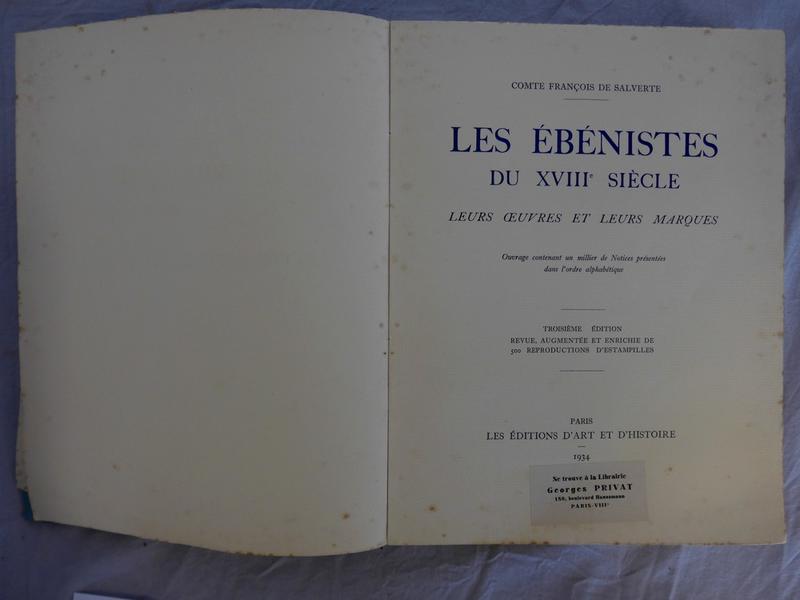 COMTE FRANÇOIS DE SALVERTE
LES ÉBÉNISTES
DU XVIIIe SIÈCLE
LEURS ŒUVRES ET LEURS MARQUES
Ouvrage contenant un millier de Notices présentées
dans l'ordre alphabétique
TROISIÈME ÉDITION
REVUE, AUGMENTÉE ET ENRICHIE DE
500 REPRODUCTIONS D'ESTAMPILLES
PARIS
LES ÉDITIONS D'ART ET D'HISTOIRE
1934
Se trouve à la Librairie
Georges PRIVAT
180, boulevard Haussmann
PARIS-VIIIe